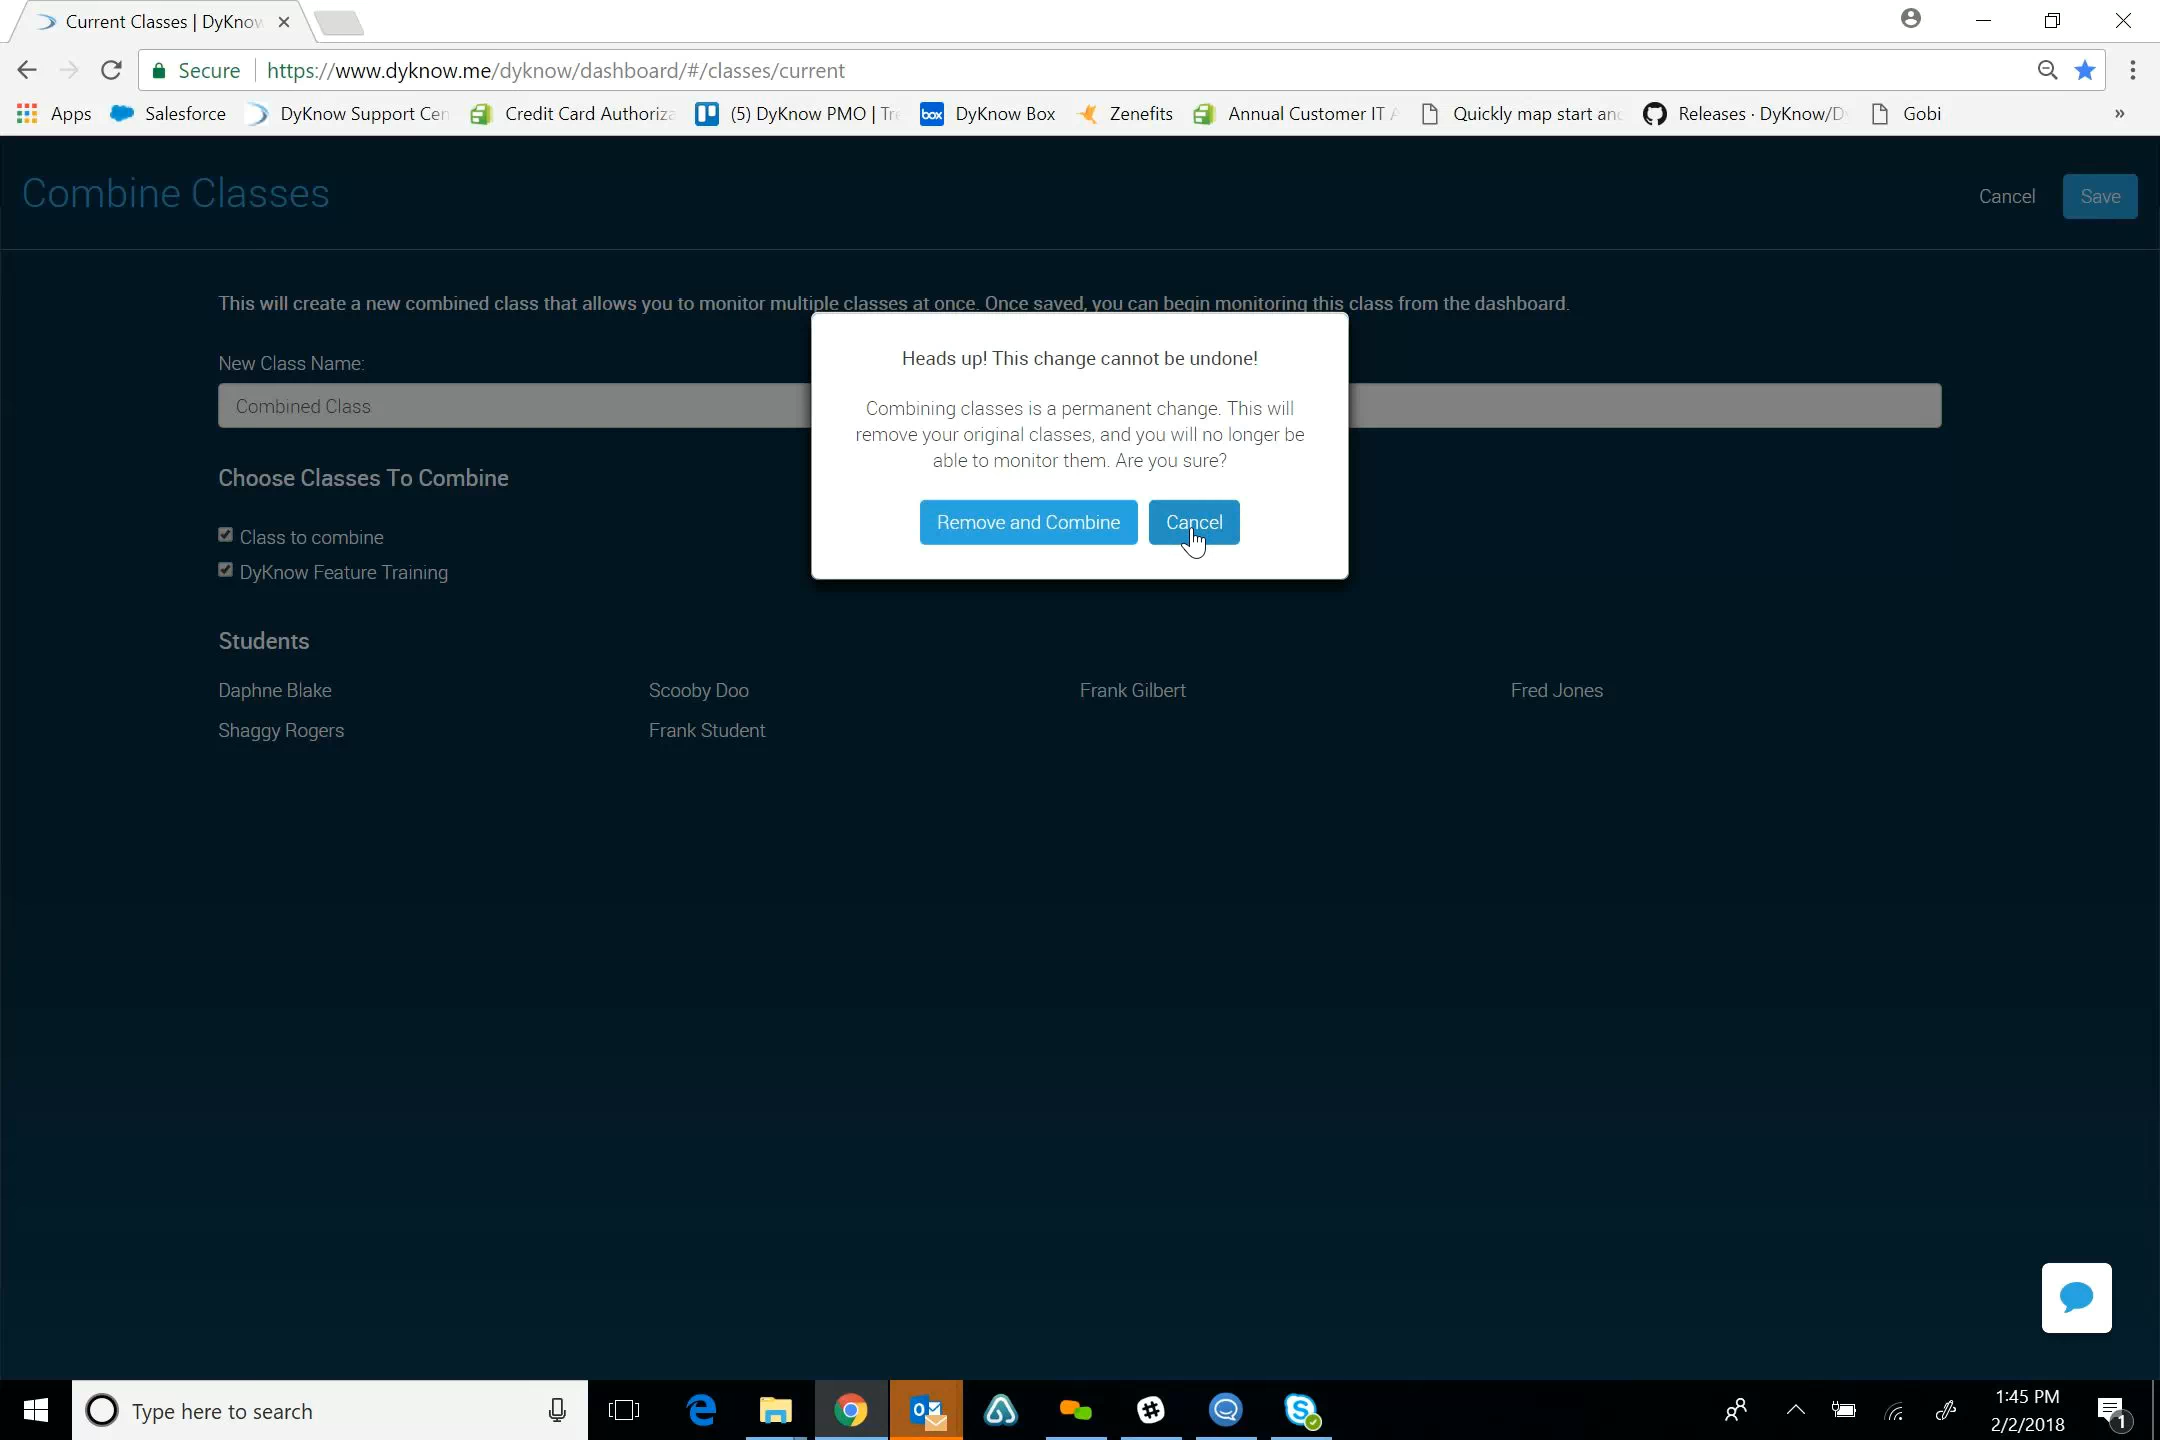 Current Classes | DyKnow
Secure https://www.dyknow.me/dyknow/dashboard/#/classes/current
Apps Salesforce DyKnow Support Cen Credit Card Authoriza (5) DyKnow PMO | Tre box DyKnow Box Zenefits Annual Customer IT A Quickly map start and Releases · DyKnow/D Gobi »
Combine Classes
Cancel Save
This will create a new combined class that allows you to monitor multiple classes at once. Once saved, you can begin monitoring this class from the dashboard.
New Class Name:
Combined Class
Heads up! This change cannot be undone!
Combining classes is a permanent change. This will
remove your original classes, and you will no longer be
able to monitor them. Are you sure?
Remove and Combine Cancel
Choose Classes To Combine
Class to combine
DyKnow Feature Training
Students
Daphne Blake Scooby Doo Frank Gilbert Fred Jones
Shaggy Rogers Frank Student
Type here to search
1:45 PM
2/2/2018
1